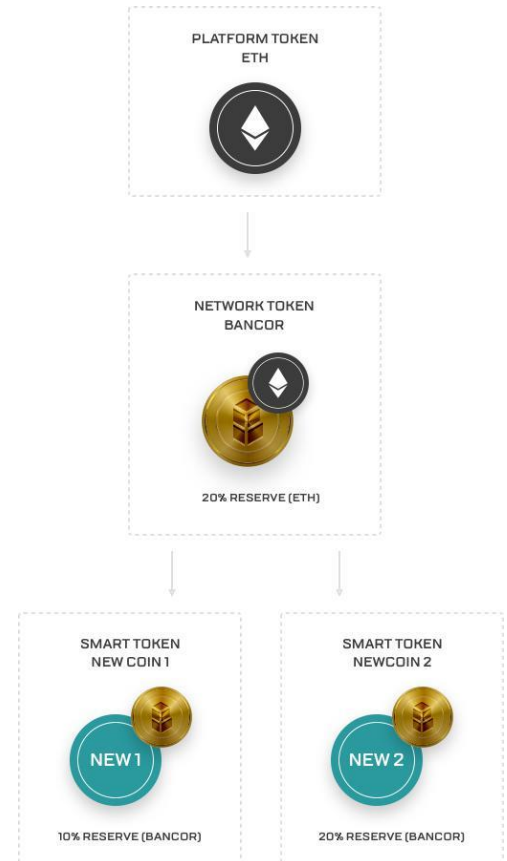 PLATFORM TOKEN
ETH
NETWORK TOKEN
BANCOR
20% RESERVE (ETH)
SMART TOKEN
NEW COIN 1
NEW 1
10% RESERVE (BANCOR)
SMART TOKEN
NEWCOIN 2
NEW 2
20% RESERVE (BANCOR)